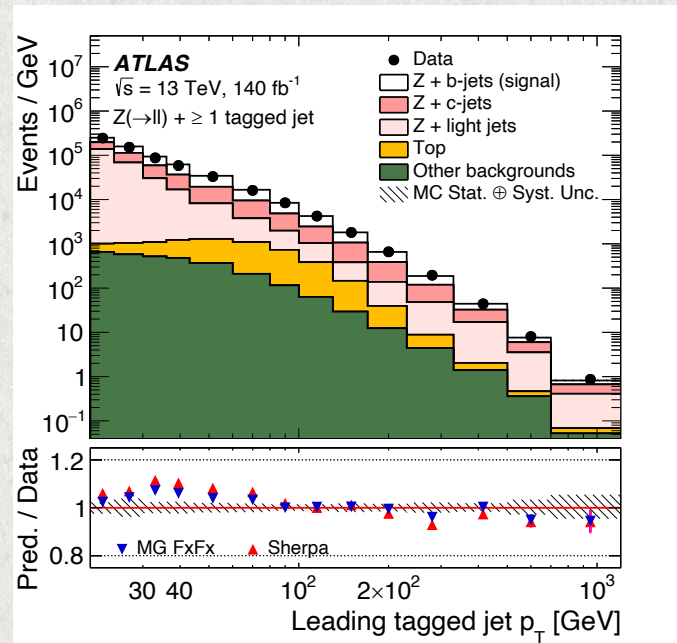 ATLAS
√s = 13 TeV, 140 fb⁻¹
Z(→ll) + ≥ 1 tagged jet
Data
Z + b-jets (signal)
Z + c-jets
Z + light jets
Top
Other backgrounds
MC Stat. ⊕ Syst. Unc.
Events / GeV
10⁷
10⁶
10⁵
10⁴
10³
10²
10
1
10⁻¹
Pred. / Data
1.2
1
0.8
MG FxFx
Sherpa
30 40 10² 2×10² 10³
Leading tagged jet p_T [GeV]